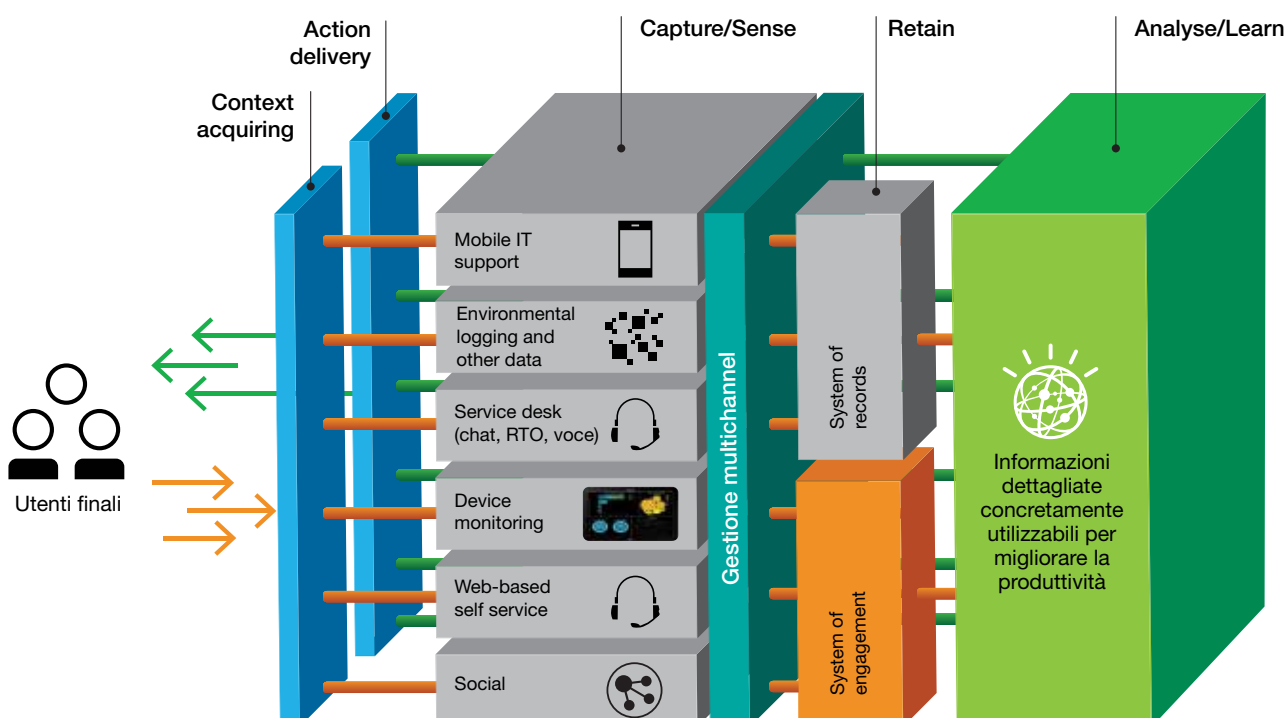 Action
delivery
Capture/Sense
Retain
Analyse/Learn
Context
acquiring
Mobile IT
support
Environmental
logging and
other data
Service desk
(chat, RTO, voce)
Device
monitoring
Web-based
self service
Social
Gestione multichannel
System of
records
System of
engagement
Informazioni
dettagliate
concretamente
utilizzabili per
migliorare la
produttività
Utenti finali